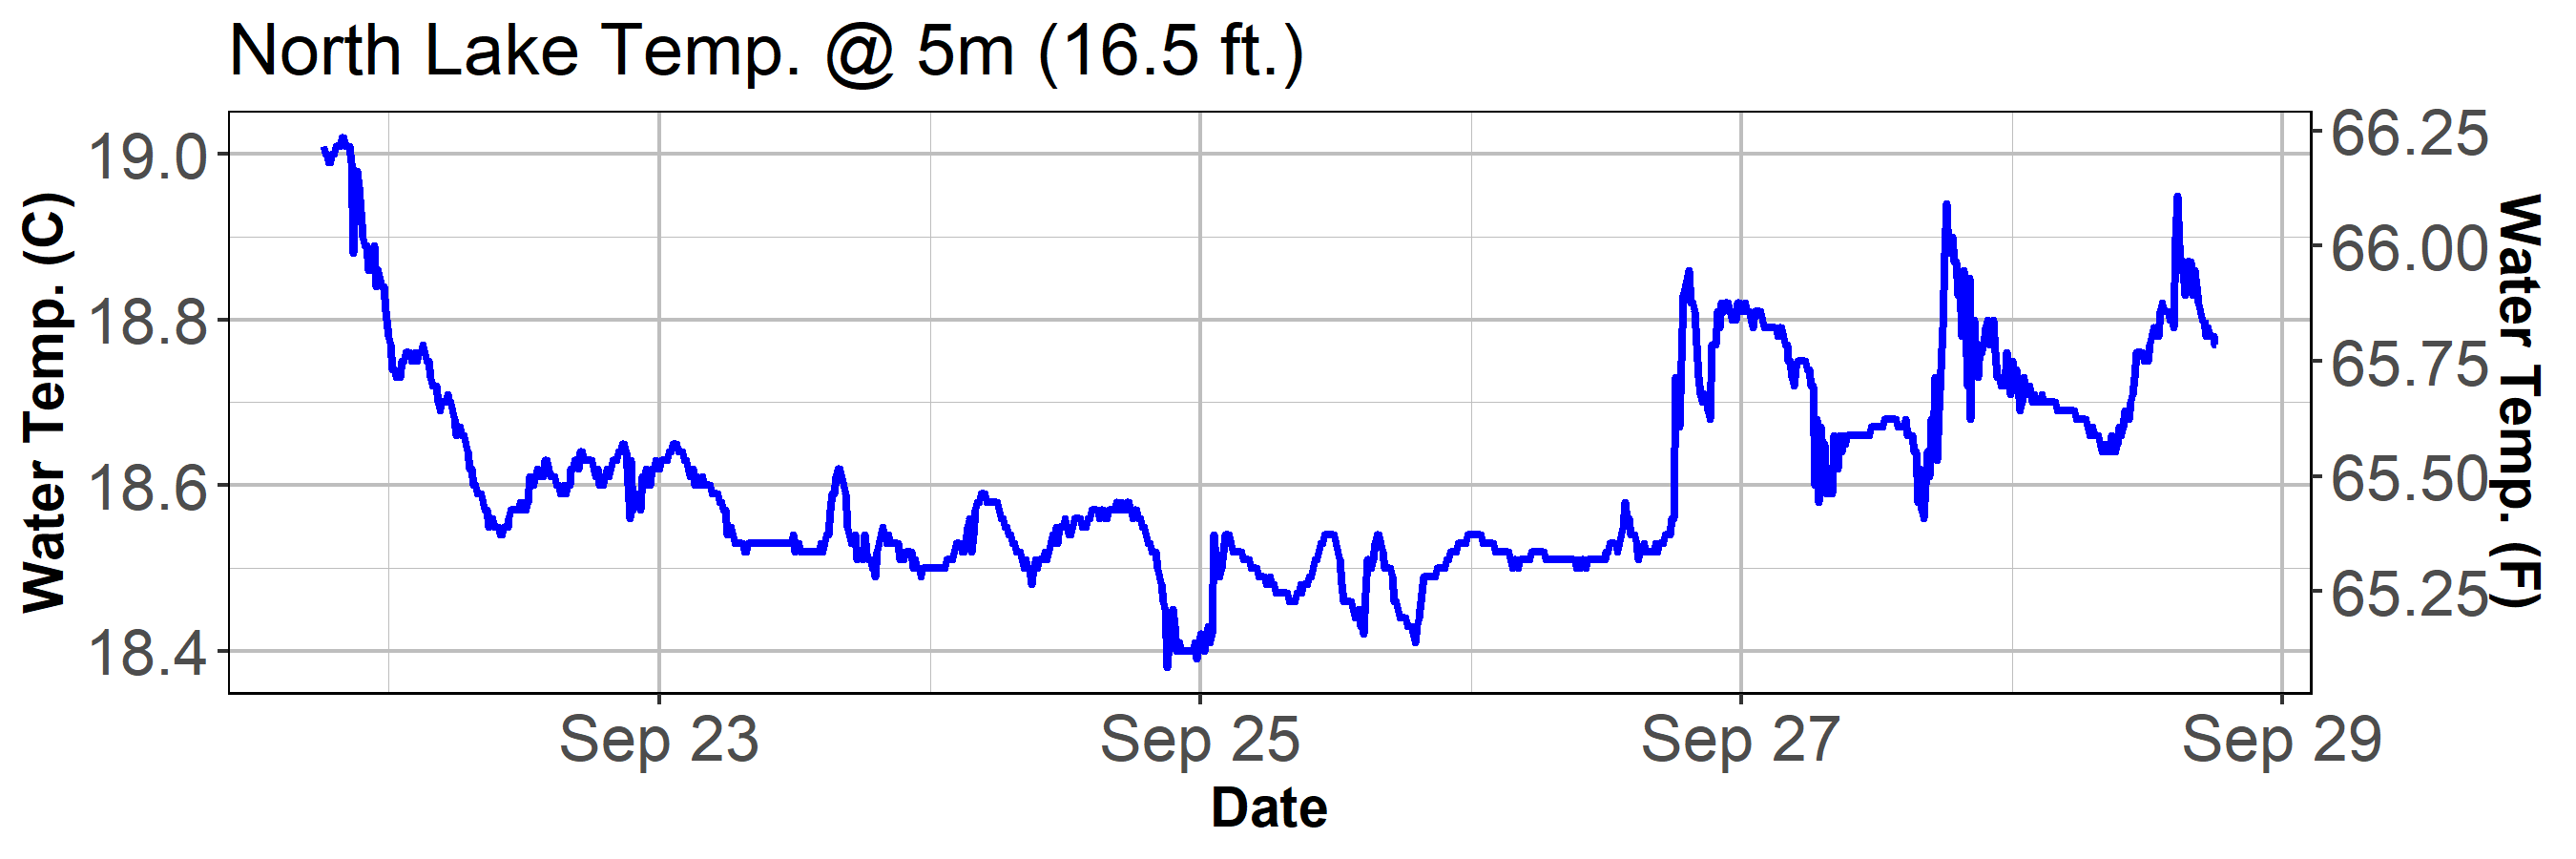 North Lake Temp. @ 5m (16.5 ft.)
Water Temp. (C)
19.0
18.8
18.6
18.4
66.25
66.00
65.75
65.50
65.25
Water Temp. (F)
Sep 23
Sep 25
Sep 27
Sep 29
Date